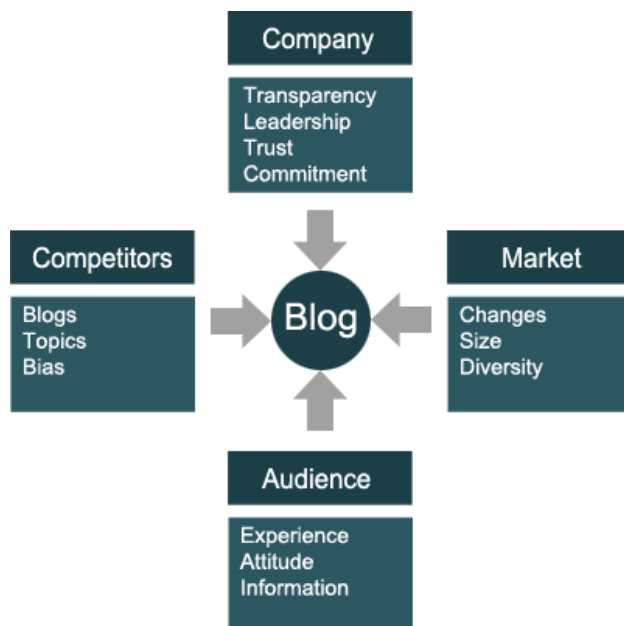 Company
Transparency
Leadership
Trust
Commitment
Competitors
Blogs
Topics
Bias
Blog
Market
Changes
Size
Diversity
Audience
Experience
Attitude
Information